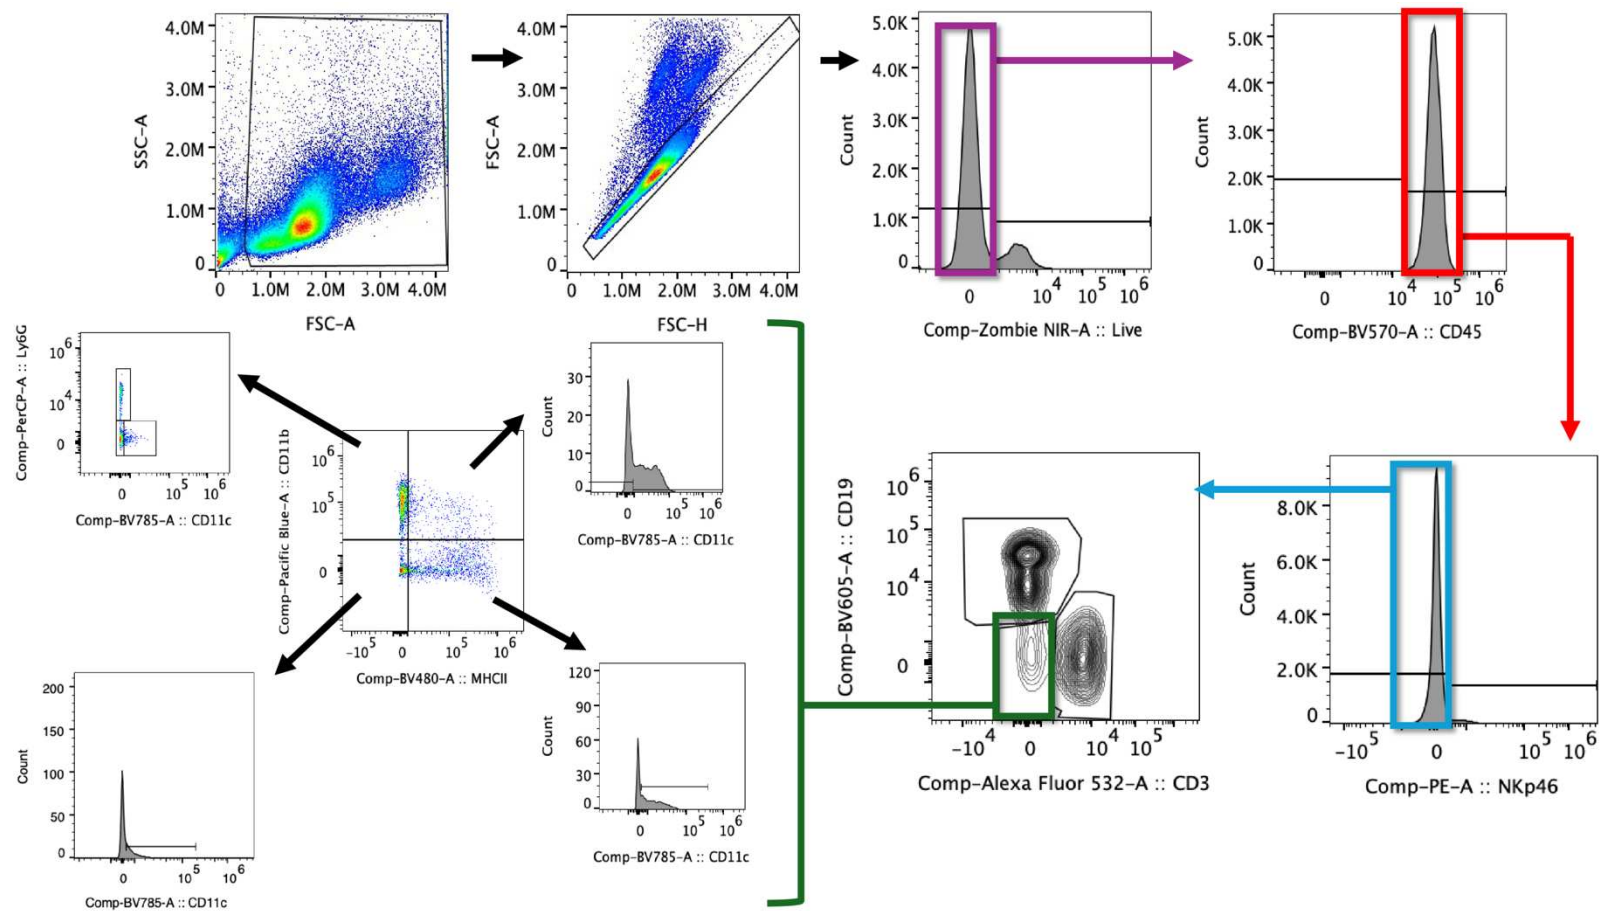 4.0M
3.0M
2.0M
1.0M
0
SSC-A
0 1.0M 2.0M 3.0M 4.0M
FSC-A
4.0M
3.0M
2.0M
1.0M
0
FSC-A
0 1.0M 2.0M 3.0M 4.0M
FSC-H
5.0K
4.0K
3.0K
2.0K
1.0K
0
Count
0 10^4 10^5 10^6
Comp-Zombie NIR-A :: Live
5.0K
4.0K
3.0K
2.0K
1.0K
0
Count
0 10^4 10^5 10^6
Comp-BV570-A :: CD45
10^6
10^4
0
Comp-PerCP-A :: Ly6G
0 10^5 10^6
Comp-BV785-A :: CD11c
10^6
10^5
0
Comp-Pacific Blue-A :: CD11b
-10^5 0 10^5 10^6
Comp-BV480-A :: MHCII
30
20
10
0
Count
0 10^5 10^6
Comp-BV785-A :: CD11c
200
150
100
50
0
Count
0 10^5 10^6
Comp-BV785-A :: CD11c
120
90
60
30
0
Count
0 10^5 10^6
Comp-BV785-A :: CD11c
10^6
10^5
10^4
0
Comp-BV605-A :: CD19
-10^4 0 10^4 10^5
Comp-Alexa Fluor 532-A :: CD3
8.0K
6.0K
4.0K
2.0K
0
Count
-10^5 0 10^5 10^6
Comp-PE-A :: NKp46